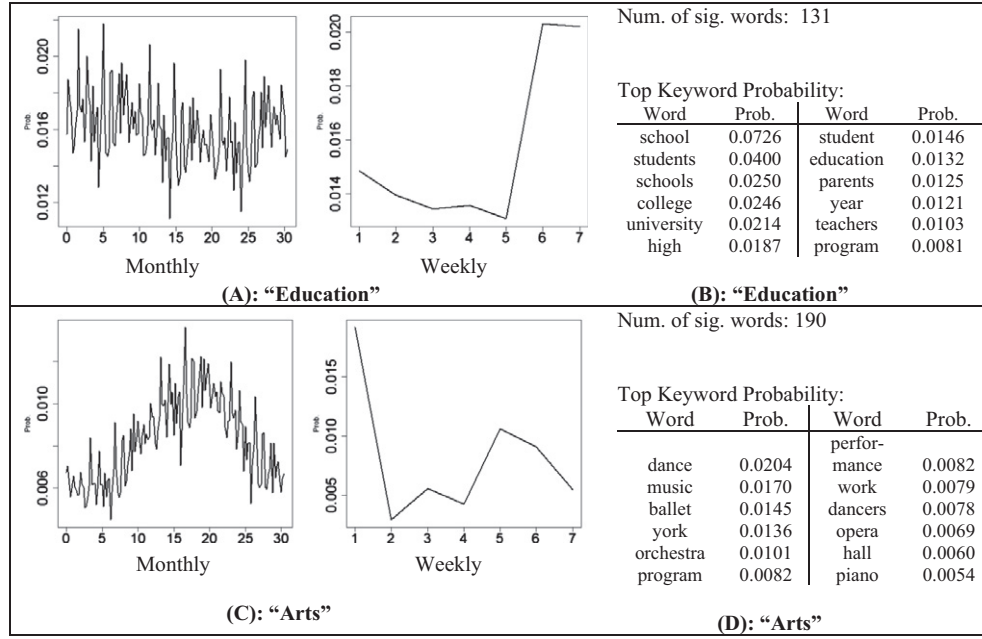 0.020
0.016
0.012
Prob.
0 5 10 15 20 25 30
Monthly
0.020
0.018
0.016
0.014
Prob.
1 2 3 4 5 6 7
Weekly
(A): “Education”
Num. of sig. words: 131
Top Keyword Probability:
Word Prob. Word Prob.
school 0.0726 student 0.0146
students 0.0400 education 0.0132
schools 0.0250 parents 0.0125
college 0.0246 year 0.0121
university 0.0214 teachers 0.0103
high 0.0187 program 0.0081
(B): “Education”
0.010
0.006
Prob.
0 5 10 15 20 25 30
Monthly
0.015
0.010
0.005
Prob.
1 2 3 4 5 6 7
Weekly
(C): “Arts”
Num. of sig. words: 190
Top Keyword Probability:
Word Prob. Word Prob.
perfor-
dance 0.0204 mance 0.0082
music 0.0170 work 0.0079
ballet 0.0145 dancers 0.0078
york 0.0136 opera 0.0069
orchestra 0.0101 hall 0.0060
program 0.0082 piano 0.0054
(D): “Arts”